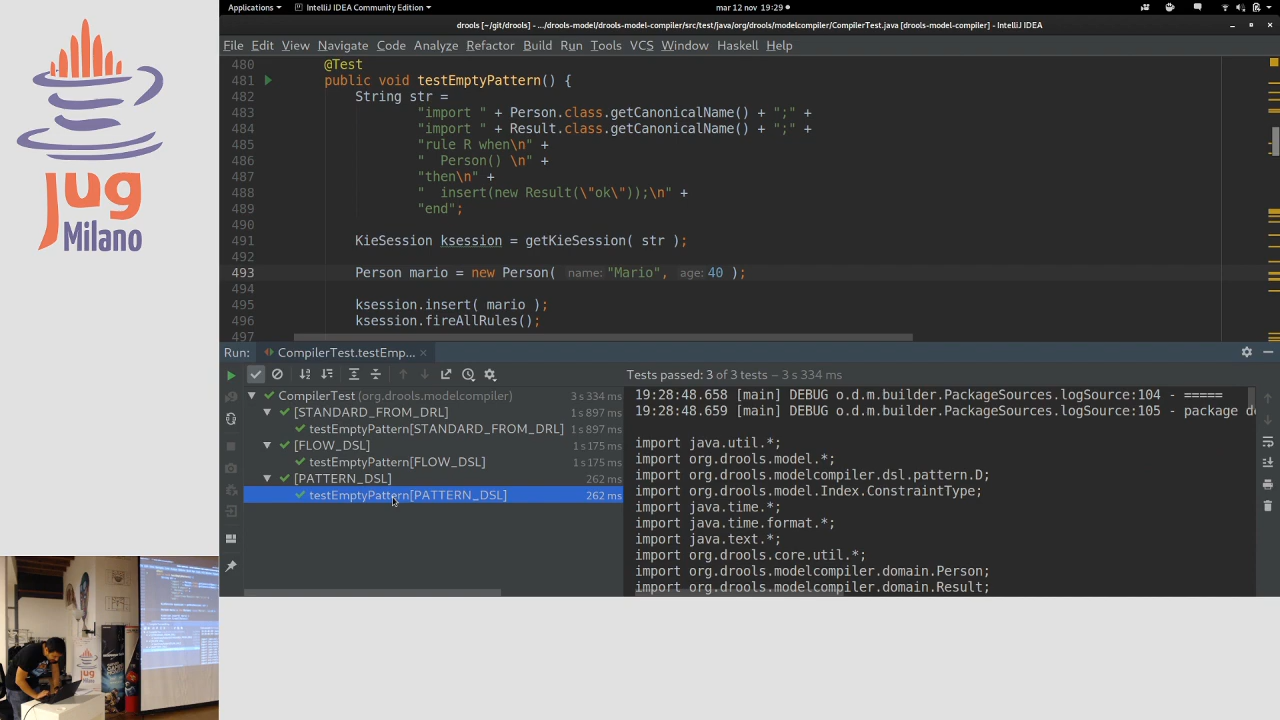 Applications
IntelliJ IDEA Community Edition
mar 12 nov 19:29
drools [~/git/drools] - .../drools-model/drools-model-compiler/src/test/java/org/drools/modelcompiler/CompilerTest.java [drools-model-compiler] - IntelliJ IDEA
File Edit View Navigate Code Analyze Refactor Build Run Tools VCS Window Haskell Help
480 @Test
481 public void testEmptyPattern() {
482 String str =
483 "import " + Person.class.getCanonicalName() + ";" +
484 "import " + Result.class.getCanonicalName() + ";" +
485 "rule R when\n" +
486 "  Person() \n" +
487 "then\n" +
488 "  insert(new Result(\"ok\"));\n" +
489 "end";
490
491 KieSession ksession = getKieSession( str );
492
493 Person mario = new Person( name: "Mario", age: 40 );
494
495 ksession.insert( mario );
496 ksession.fireAllRules();
497
jug
Milano
Run: CompilerTest.testEmp...
Tests passed: 3 of 3 tests – 3 s 334 ms
CompilerTest (org.drools.modelcompiler) 3 s 334 ms
[STANDARD_FROM_DRL] 1 s 897 ms
testEmptyPattern[STANDARD_FROM_DRL] 1 s 897 ms
[FLOW_DSL] 1 s 175 ms
testEmptyPattern[FLOW_DSL] 1 s 175 ms
[PATTERN_DSL] 262 ms
testEmptyPattern[PATTERN_DSL] 262 ms
19:28:48.658 [main] DEBUG o.d.m.builder.PackageSources.logSource:104 - =====
19:28:48.659 [main] DEBUG o.d.m.builder.PackageSources.logSource:105 - package de
import java.util.*;
import org.drools.model.*;
import org.drools.modelcompiler.dsl.pattern.D;
import org.drools.model.Index.ConstraintType;
import java.time.*;
import java.time.format.*;
import java.text.*;
import org.drools.core.util.*;
import org.drools.modelcompiler.domain.Person;
import org.drools.modelcompiler.domain.Result;